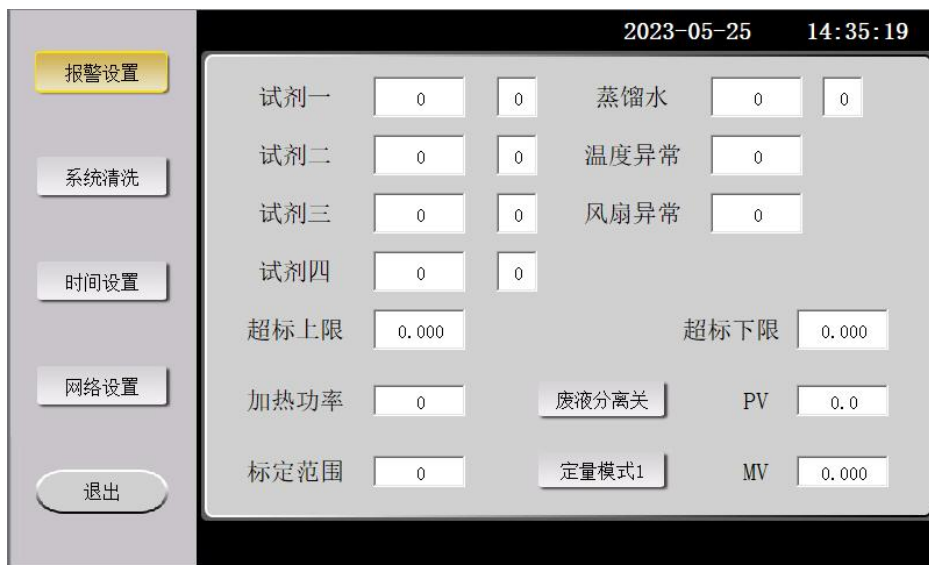 2023-05-25 14:35:19
报警设置
系统清洗
时间设置
网络设置
退出
试剂一 0 0 蒸馏水 0 0
试剂二 0 0 温度异常 0
试剂三 0 0 风扇异常 0
试剂四 0 0
超标上限 0.000 超标下限 0.000
加热功率 0 废液分离关 PV 0.0
标定范围 0 定量模式1 MV 0.000